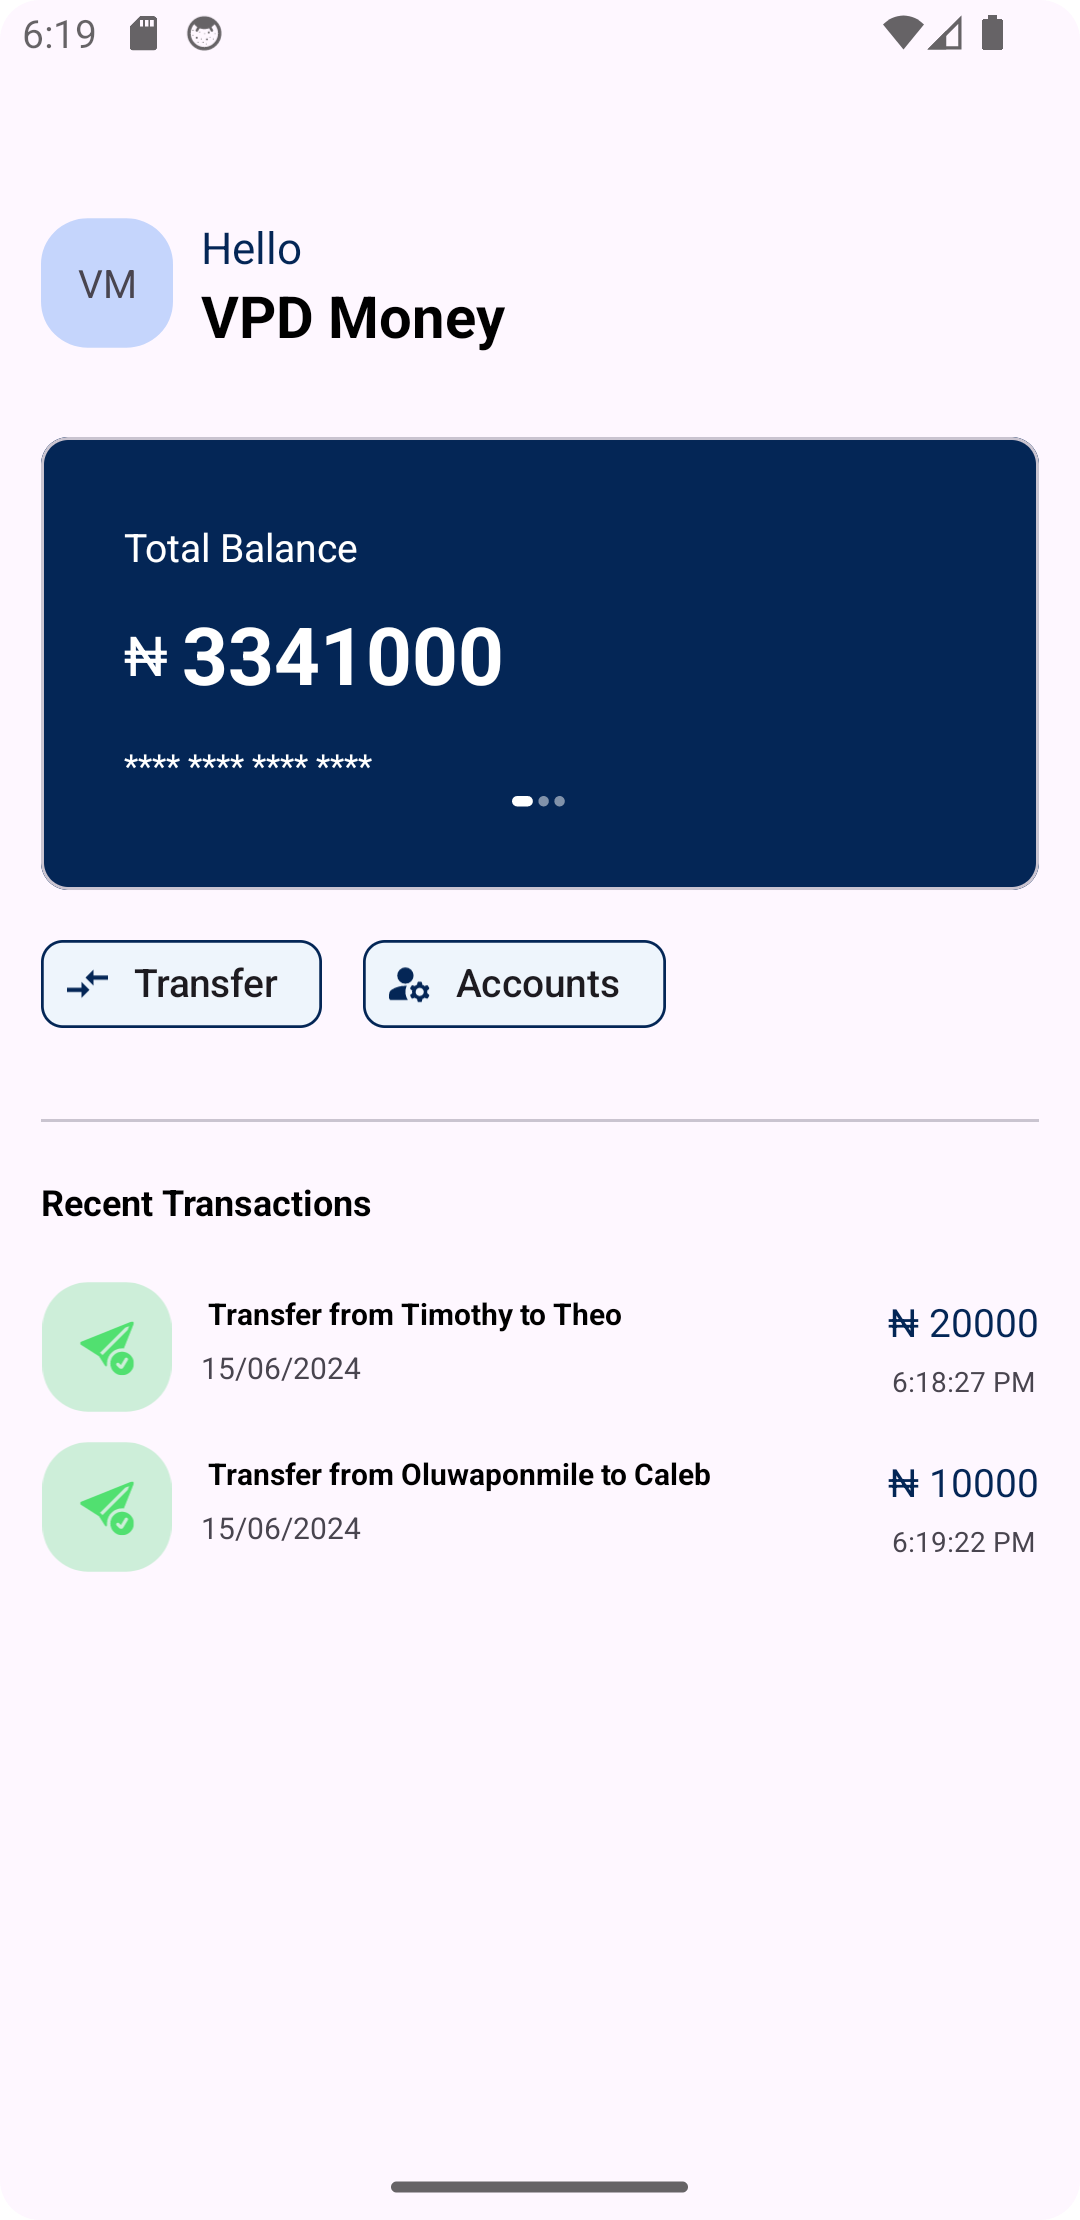 6:19
VM
Hello
VPD Money
Total Balance
₦ 3341000
**** **** **** ****
Transfer
Accounts
Recent Transactions
Transfer from Timothy to Theo
₦ 20000
15/06/2024
6:18:27 PM
Transfer from Oluwaponmile to Caleb
₦ 10000
15/06/2024
6:19:22 PM